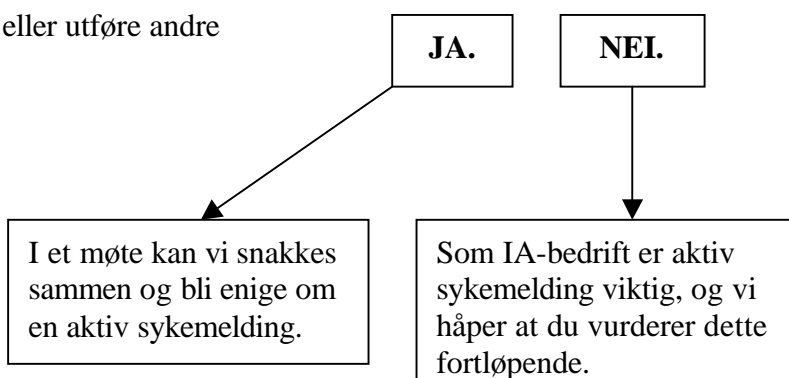 eller utføre andre
JA.
NEI.
I et møte kan vi snakkes
sammen og bli enige om
en aktiv sykemelding.
Som IA-bedrift er aktiv
sykemelding viktig, og vi
håper at du vurderer dette
fortløpende.